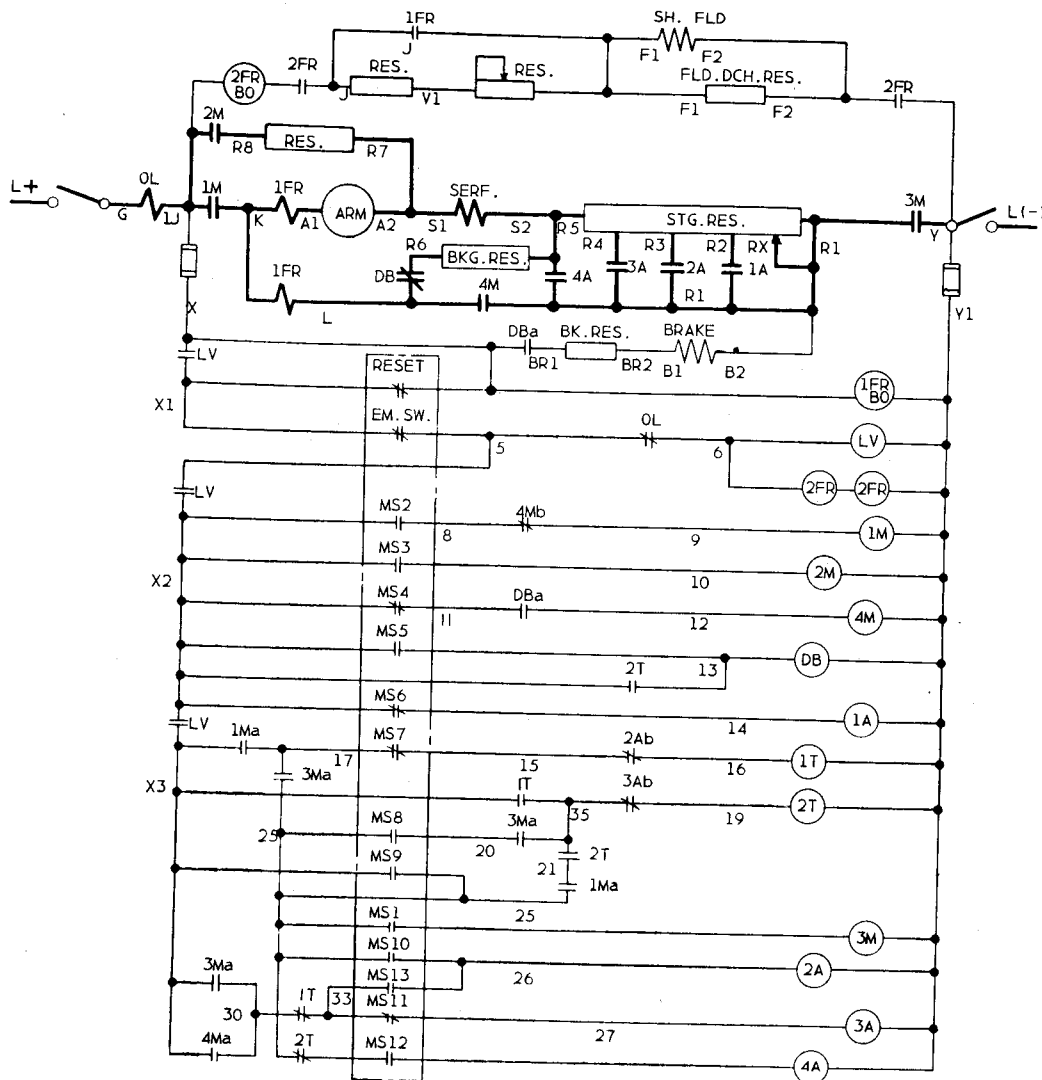 1FR
J
SH. FLD
F1 F2
2FR BO
2FR
J
RES.
V1
RES.
FLD.DCH.RES.
F1 F2
2FR
2M
R8
RES.
R7
L+
G
OL
1J
1M
K
1FR
A1
ARM
A2
SERF.
S1 S2
R5
STG.RES.
R4 R3 R2 RX R1
3M
Y
L(-)
R6
BKG.RES.
DB
4A
3A
2A
1A
R1
1FR
L
4M
X
Y1
DBa
BR1
BK.RES.
BR2
BRAKE
B1 B2
LV
RESET
1FR BO
X1
EM.SW.
5
OL
6
LV
2FR 2FR
LV
MS2
8
4Mb
9
1M
MS3
10
2M
X2
MS4
11
DBa
12
4M
MS5
13
DB
2T
MS6
14
1A
LV
1Ma
17
MS7
15
2Ab
16
1T
3Ma
X3
1T
35
3Ab
19
2T
25
MS8
20
3Ma
2T
21
1Ma
MS9
25
MS1
3M
MS10
26
2A
MS13
3Ma
30
1T
33
MS11
27
3A
4Ma
2T
MS12
4A